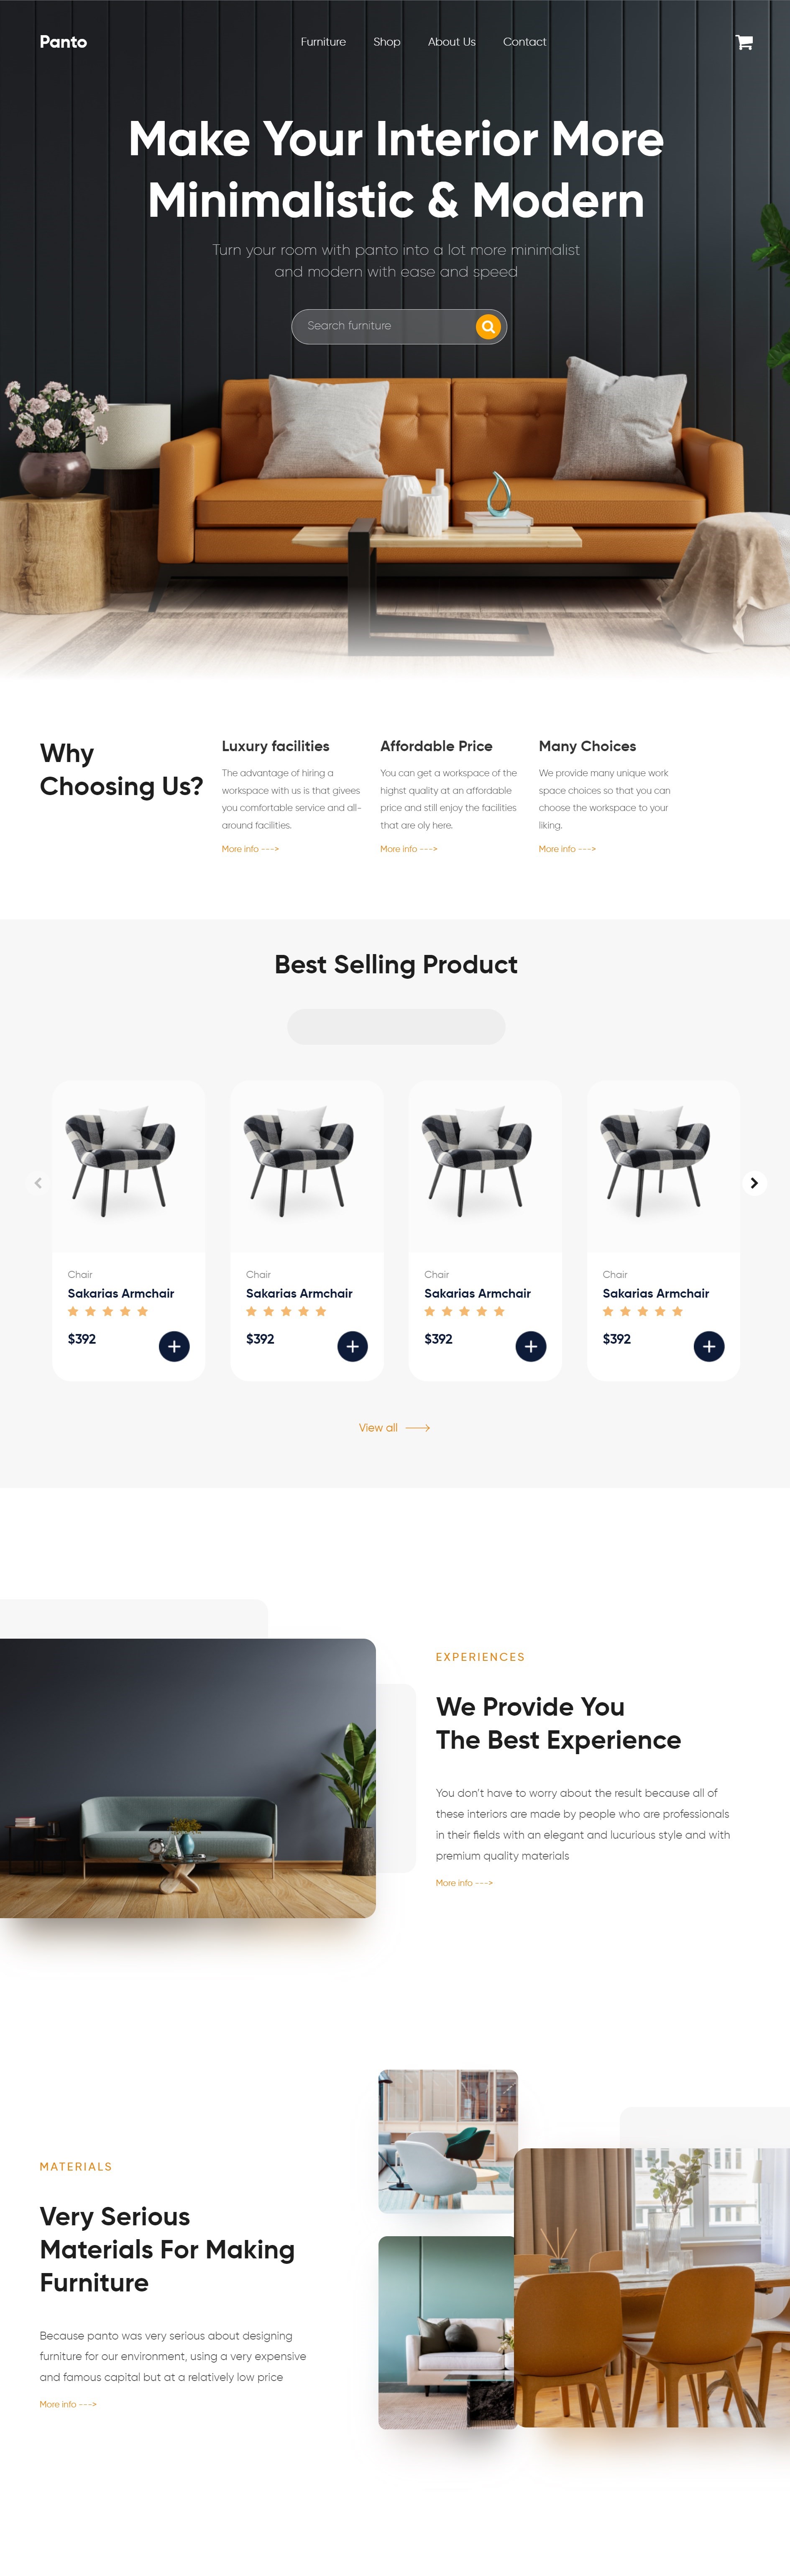 Panto
Furniture
Shop
About Us
Contact
Make Your Interior More
Minimalistic & Modern
Turn your room with panto into a lot more minimalist
and modern with ease and speed
Search furniture
Why
Choosing Us?
Luxury facilities
The advantage of hiring a
workspace with us is that givees
you comfortable service and all-
around facilities.
More info --->
Affordable Price
You can get a workspace of the
highst quality at an affordable
price and still enjoy the facilities
that are oly here.
More info --->
Many Choices
We provide many unique work
space choices so that you can
choose the workspace to your
liking.
More info --->
Best Selling Product
Chair
Sakarias Armchair
$392
Chair
Sakarias Armchair
$392
Chair
Sakarias Armchair
$392
Chair
Sakarias Armchair
$392
View all
EXPERIENCES
We Provide You
The Best Experience
You don't have to worry about the result because all of
these interiors are made by people who are professionals
in their fields with an elegant and lucurious style and with
premium quality materials
More info --->
MATERIALS
Very Serious
Materials For Making
Furniture
Because panto was very serious about designing
furniture for our environment, using a very expensive
and famous capital but at a relatively low price
More info --->